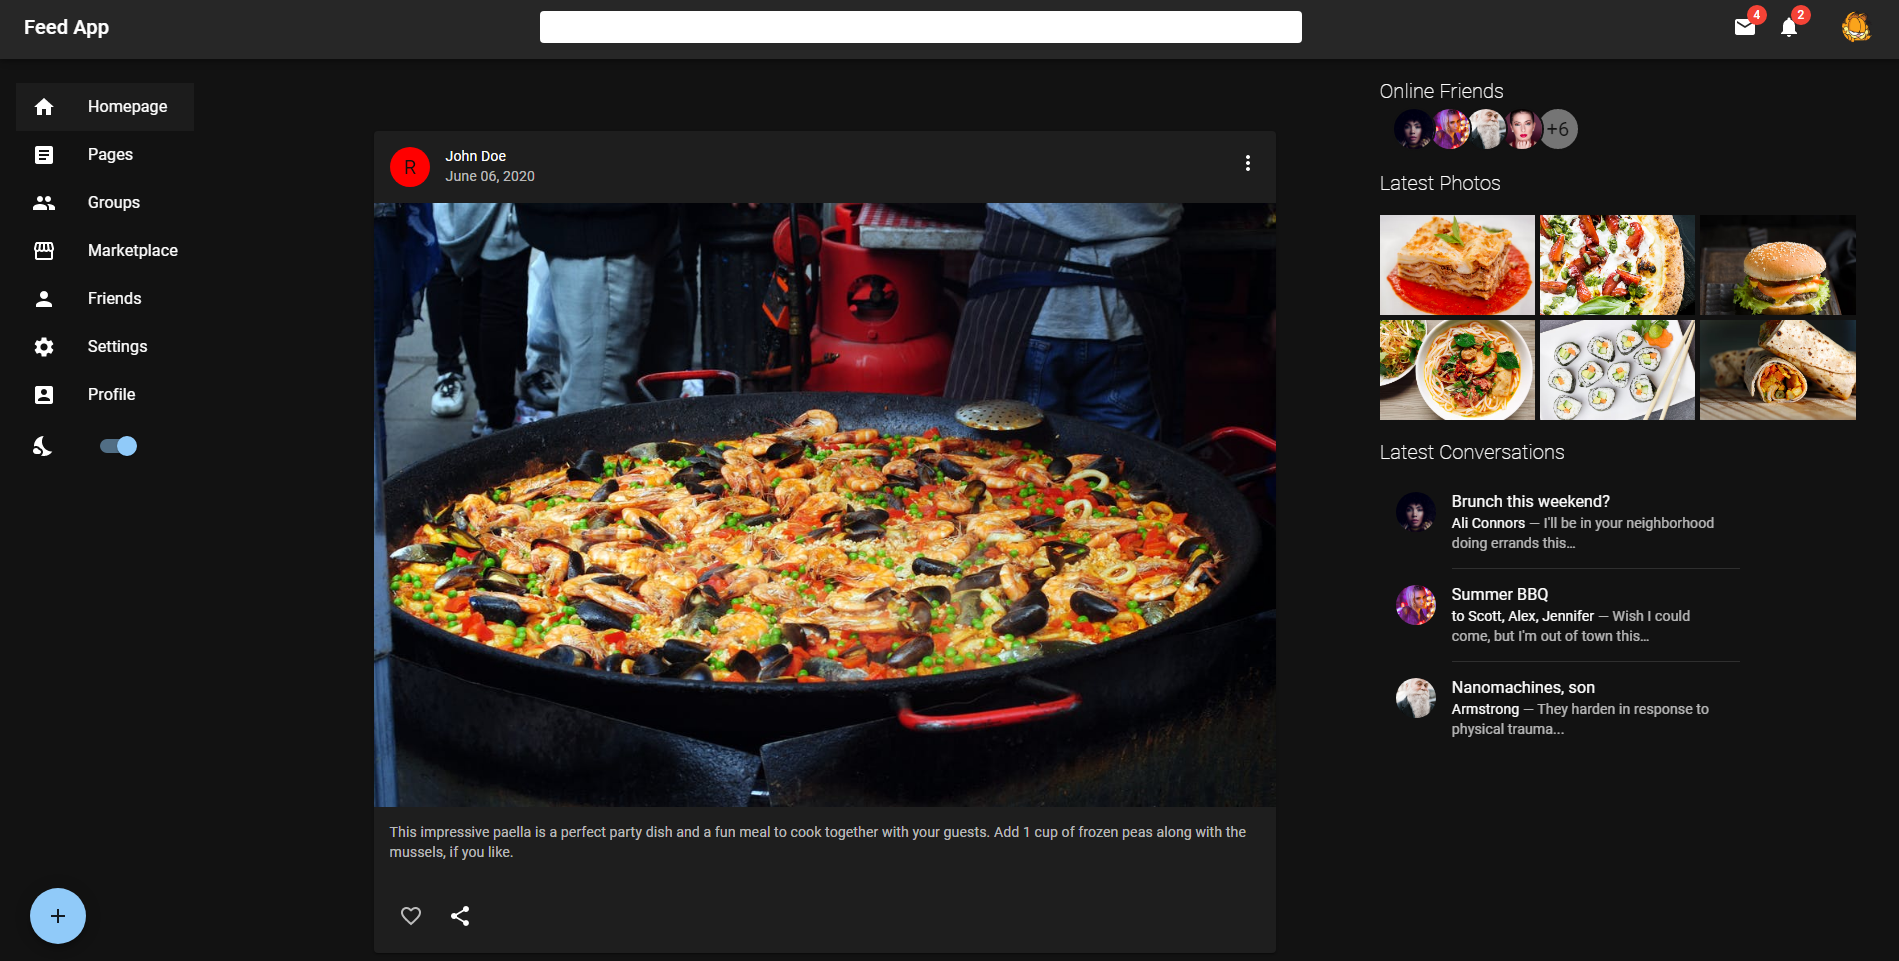 Feed App
4
2
Homepage
Pages
Groups
Marketplace
Friends
Settings
Profile
R
John Doe
June 06, 2020
This impressive paella is a perfect party dish and a fun meal to cook together with your guests. Add 1 cup of frozen peas along with the
mussels, if you like.
Online Friends
+6
Latest Photos
Latest Conversations
Brunch this weekend?
Ali Connors — I'll be in your neighborhood
doing errands this…
Summer BBQ
to Scott, Alex, Jennifer — Wish I could
come, but I'm out of town this…
Nanomachines, son
Armstrong — They harden in response to
physical trauma...